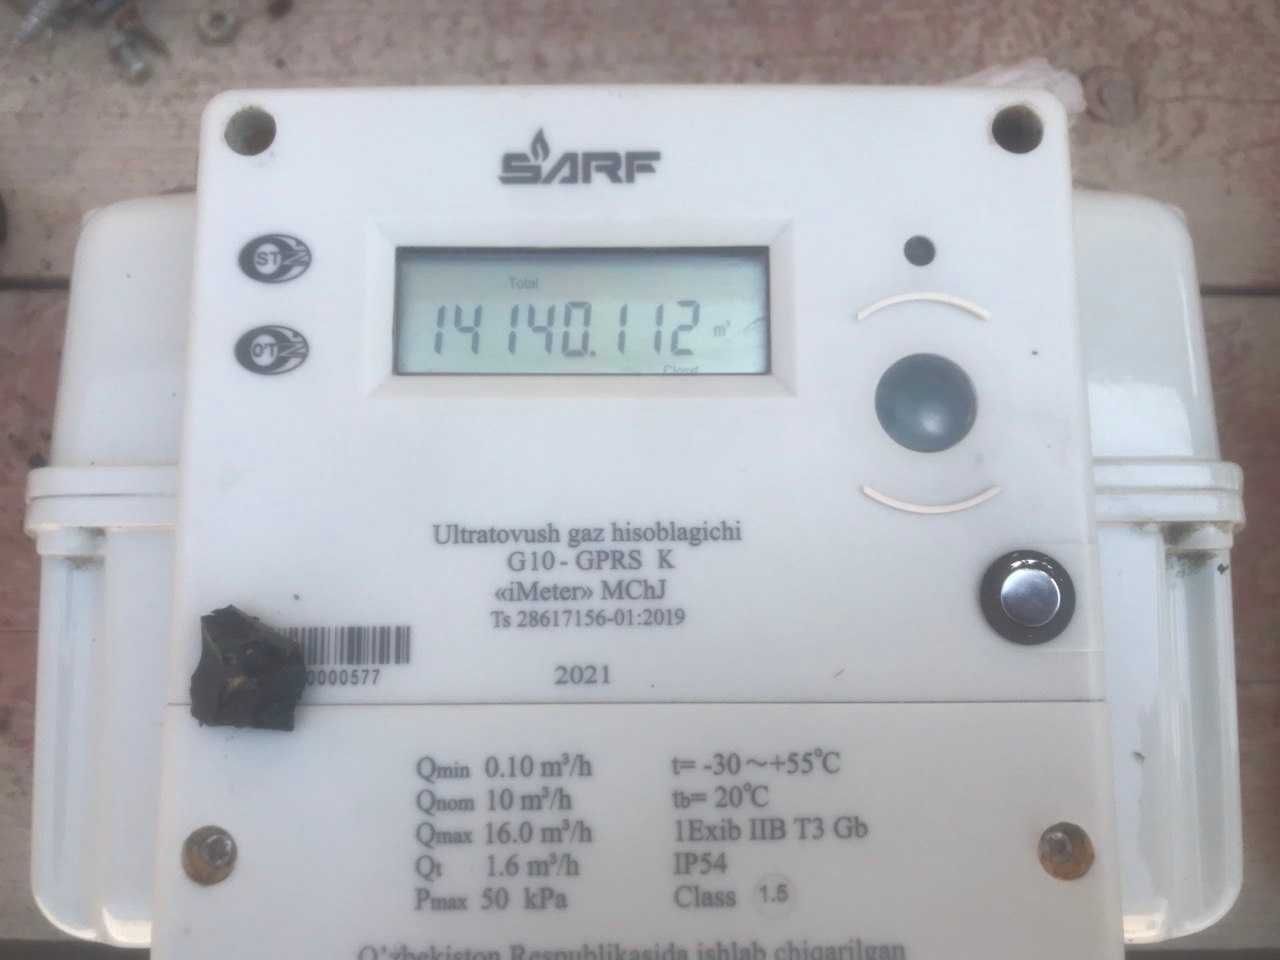 SARF
ST
O'T
Total
14140.112 m³
Closed
Ultratovush gaz hisoblagichi
G10 - GPRS K
«iMeter» MChJ
Ts 28617156-01:2019
0000577
2021
Qmin 0.10 m³/h
Qnom 10 m³/h
Qmax 16.0 m³/h
Qt 1.6 m³/h
Pmax 50 kPa
t= -30～+55°C
tb= 20°C
1Exib IIB T3 Gb
IP54
Class 1.5
O'zbekiston Respublikasida ishlab chiqarilgan